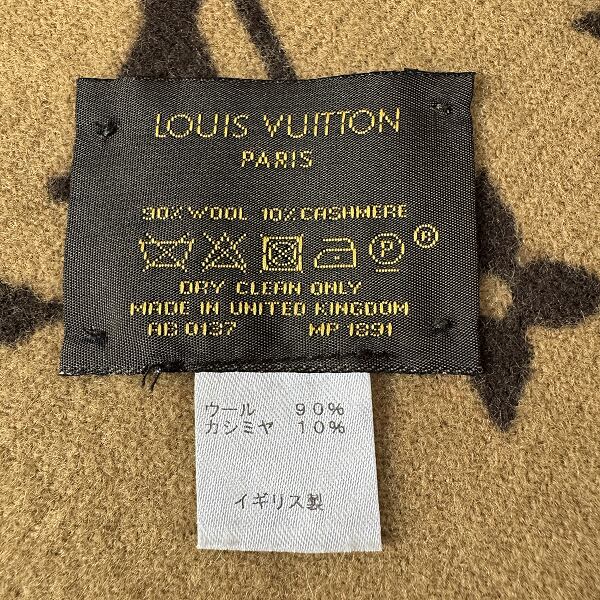 LOUIS VUITTON
PARIS
90% WOOL 10% CASHMERE
P R
DRY CLEAN ONLY
MADE IN UNITED KINGDOM
AE 0137 MP 1891
ウール 90%
カシミヤ 10%
イギリス製